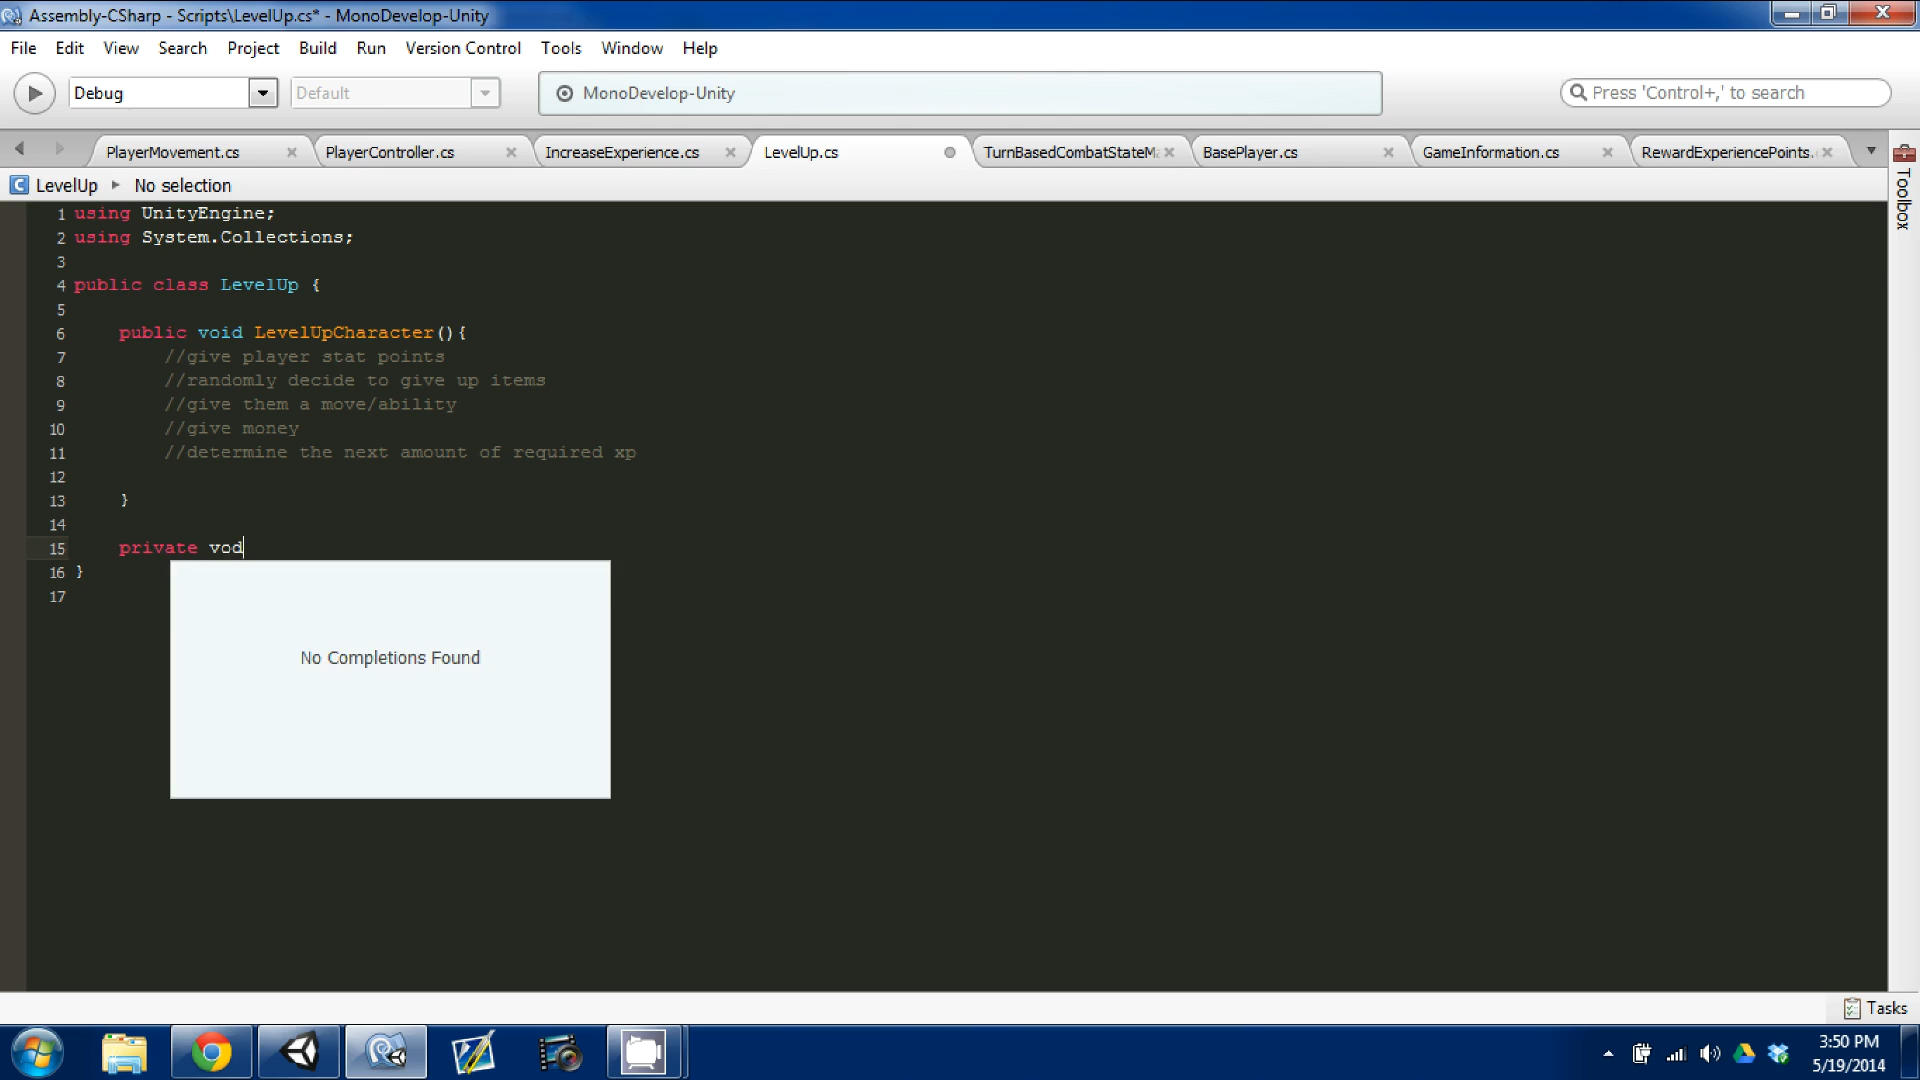 Assembly-CSharp - Scripts\LevelUp.cs* - MonoDevelop-Unity
File Edit View Search Project Build Run Version Control Tools Window Help
Debug Default MonoDevelop-Unity Press 'Control+,' to search
PlayerMovement.cs PlayerController.cs IncreaseExperience.cs LevelUp.cs TurnBasedCombatStateM BasePlayer.cs GameInformation.cs RewardExperiencePoints.
LevelUp No selection
Toolbox
1 using UnityEngine;
2 using System.Collections;
3
4 public class LevelUp {
5
6 public void LevelUpCharacter(){
7 //give player stat points
8 //randomly decide to give up items
9 //give them a move/ability
10 //give money
11 //determine the next amount of required xp
12
13 }
14
15 private vod
16 }
17
No Completions Found
Tasks
3:50 PM
5/19/2014